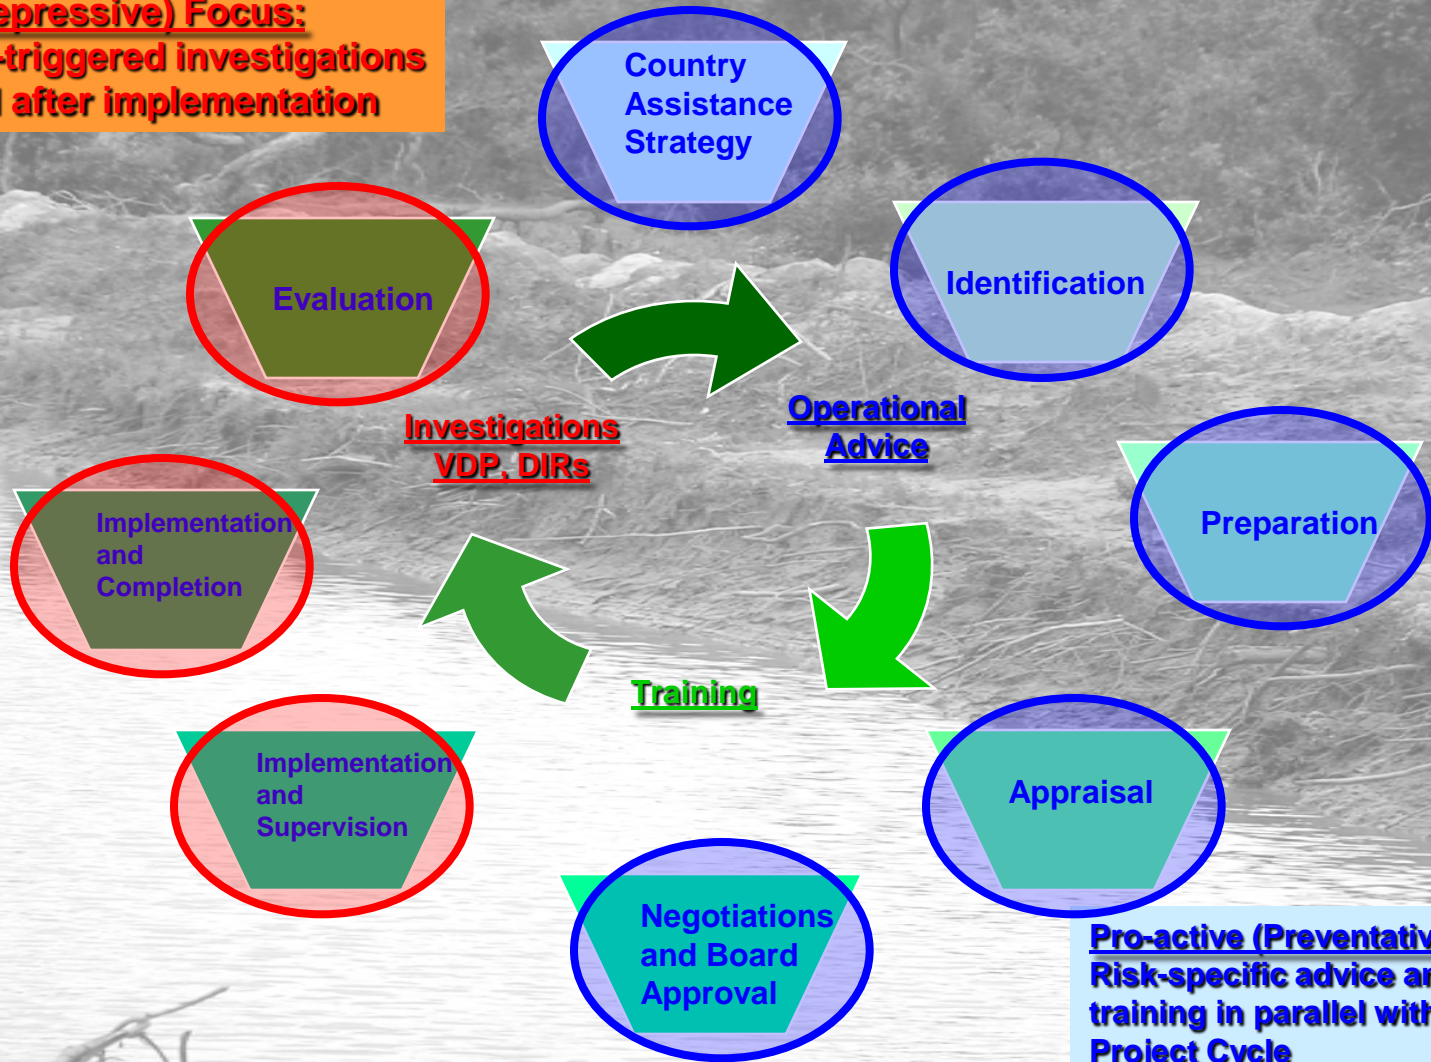 Focus:
-triggered investigations
after implementation
Country
Assistance
Strategy
Evaluation
Identification
Investigations
VDP, DIRs
Operational
Advice
Implementation
and
Completion
Preparation
Training
Implementation
and
Supervision
Appraisal
Negotiations
and Board
Approval
Pro-active
Risk-specific advice
training in parallel with
Project Cycle